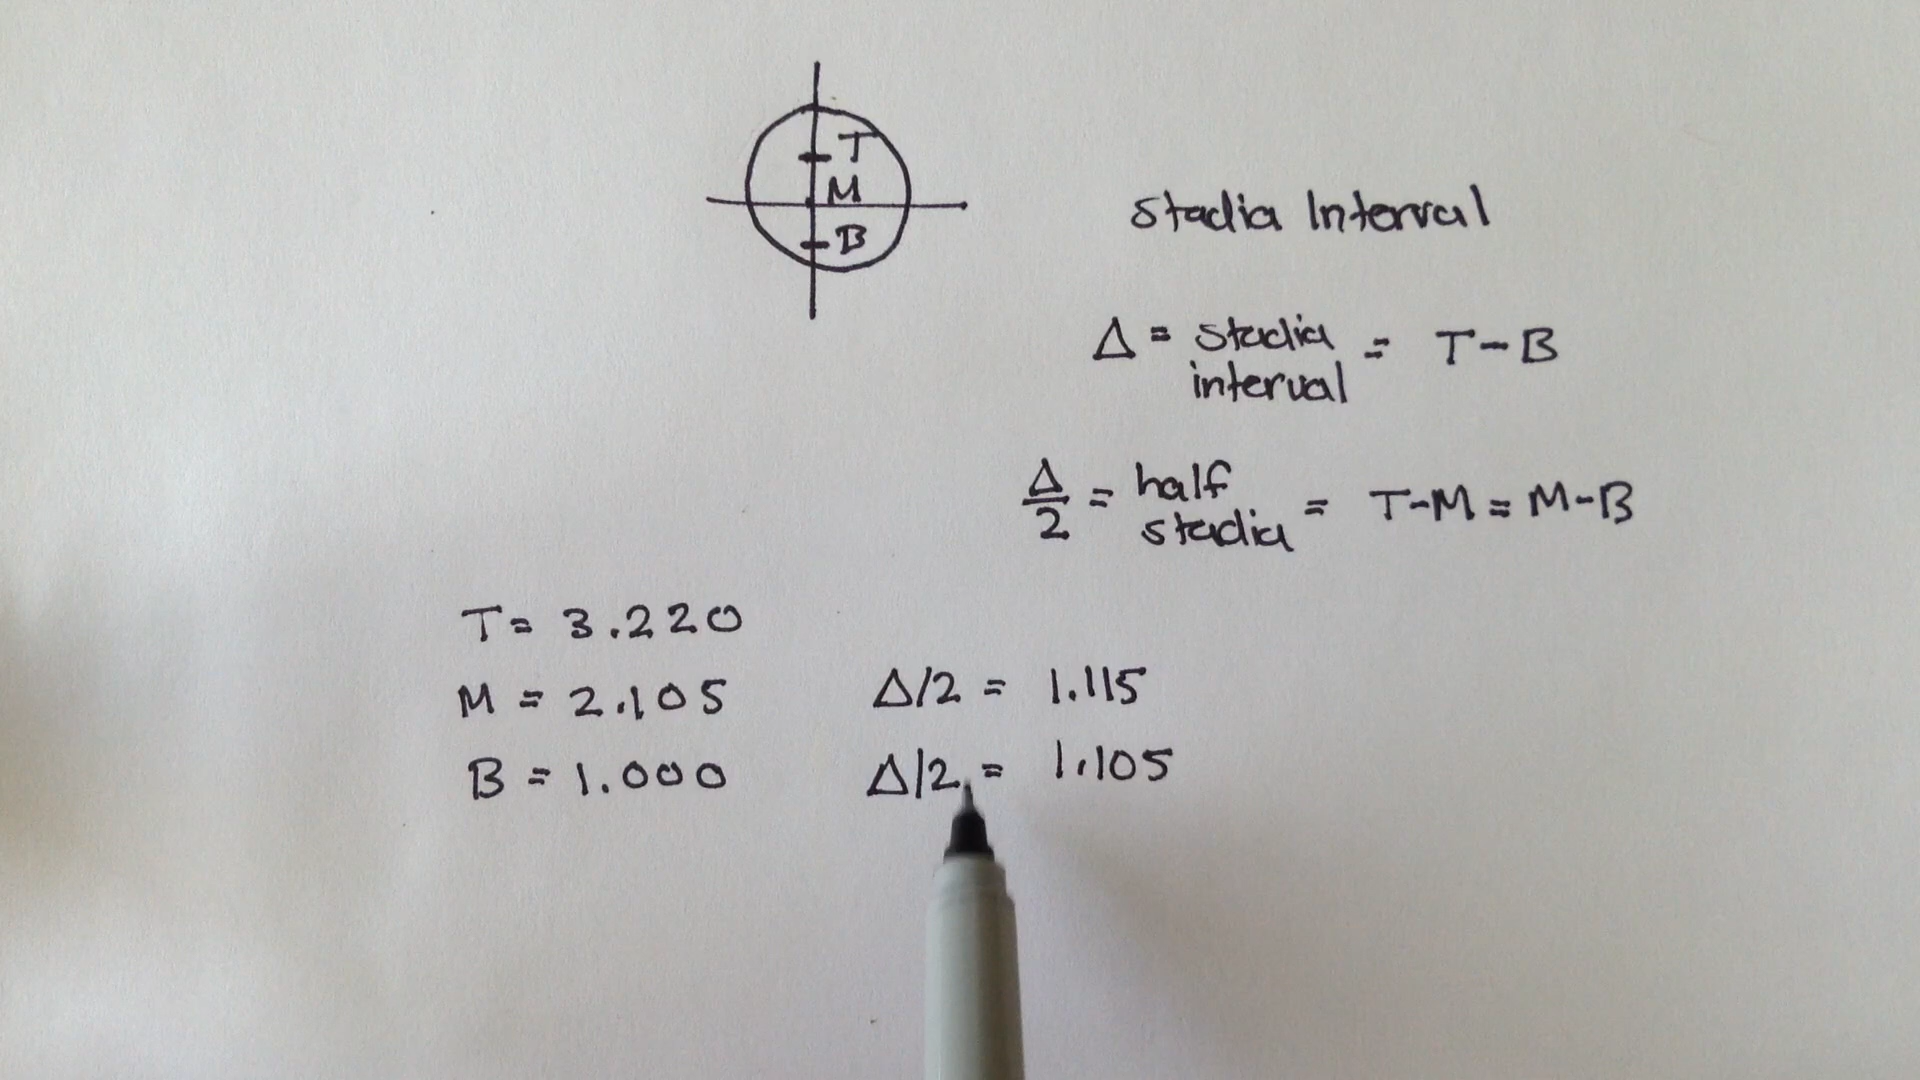 T
M
B
Stadia Interval
Δ = stadia interval = T-B
Δ/2 = half stadia = T-M = M-B
T = 3.220
M = 2.105
Δ/2 = 1.115
B = 1.000
Δ/2 = 1.105